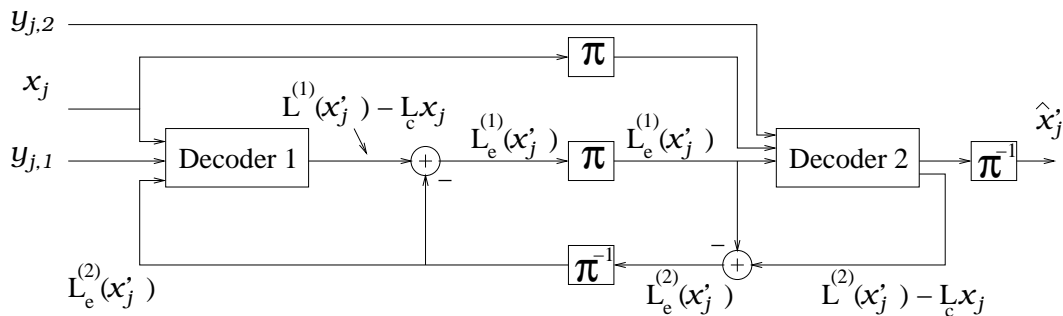 y_{j,2}
π
x_j
L^{(1)}(x'_j) – L_c x_j
x̂'_j
L_e^{(1)}(x'_j)
L_e^{(1)}(x'_j)
y_{j,1}
Decoder 1
+
π
Decoder 2
π^{-1}
–
–
π^{-1}
+
L_e^{(2)}(x'_j)
L_e^{(2)}(x'_j)
L^{(2)}(x'_j) – L_c x_j